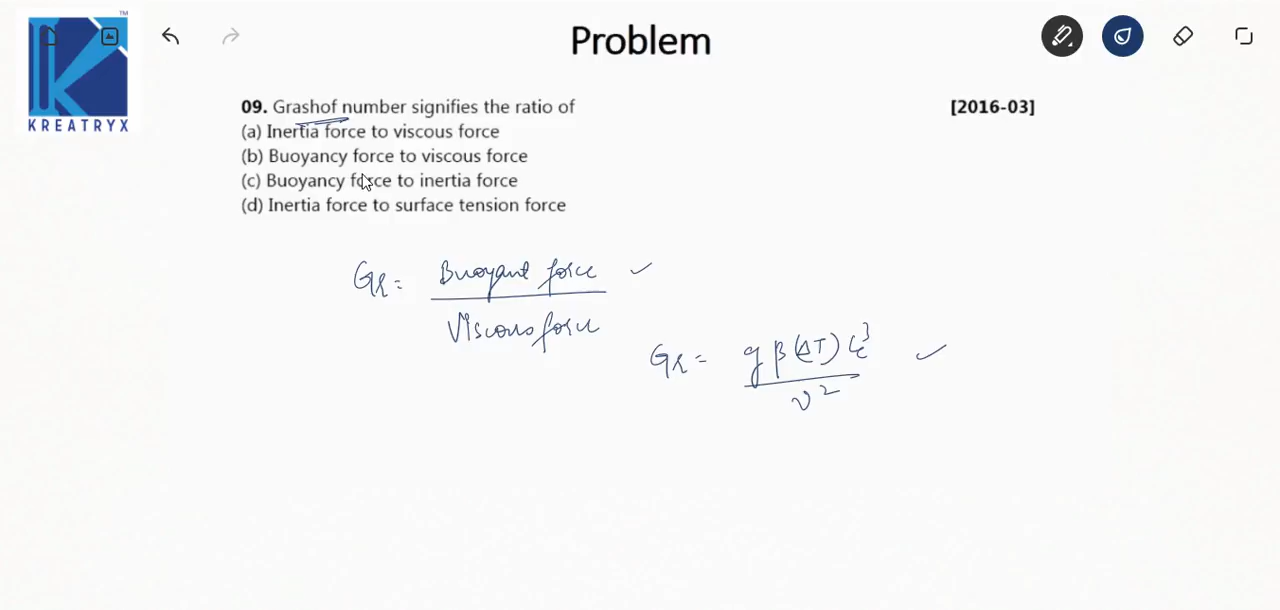 TM
KREATRYX
Problem
09. Grashof number signifies the ratio of [2016-03]
(a) Inertia force to viscous force
(b) Buoyancy force to viscous force
(c) Buoyancy force to inertia force
(d) Inertia force to surface tension force
Gr = Buoyant force ✓
Viscous force
Gr = gβ(ΔT)Lc³ ✓
ν²